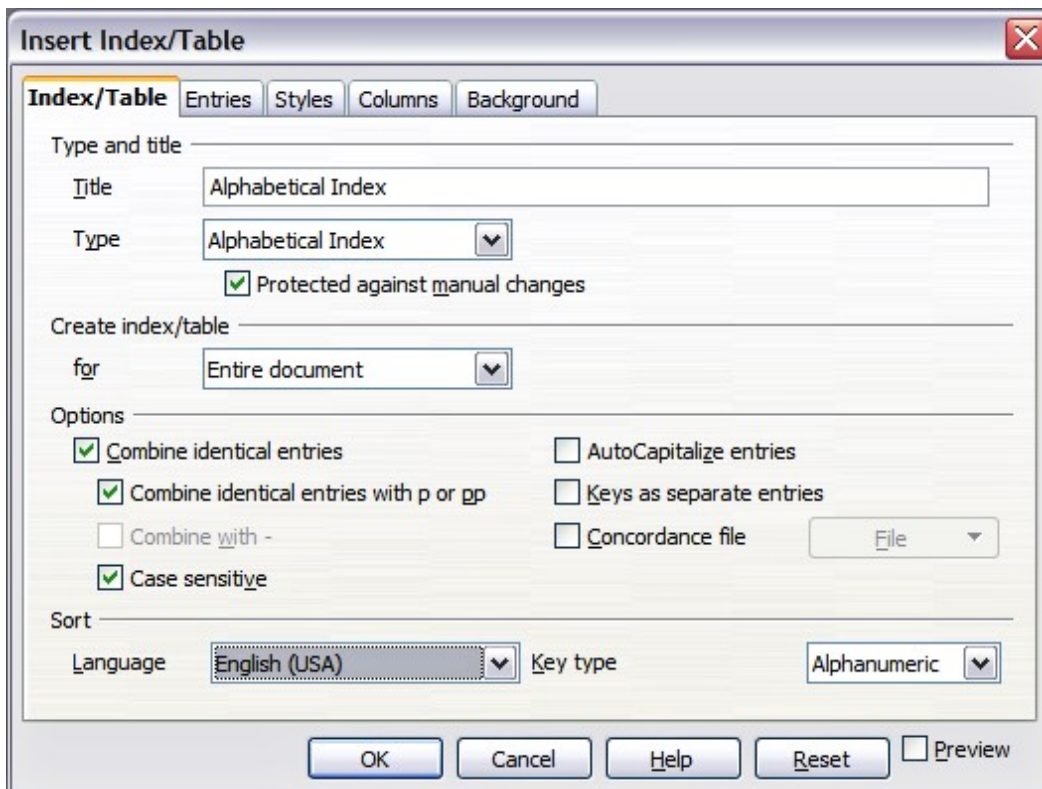 Insert Index/Table
Index/Table Entries Styles Columns Background
Type and title
Title Alphabetical Index
Type Alphabetical Index
Protected against manual changes
Create index/table
for Entire document
Options
Combine identical entries AutoCapitalize entries
Combine identical entries with p or pp Keys as separate entries
Combine with - Concordance file File
Case sensitive
Sort
Language English (USA) Key type Alphanumeric
OK Cancel Help Reset Preview